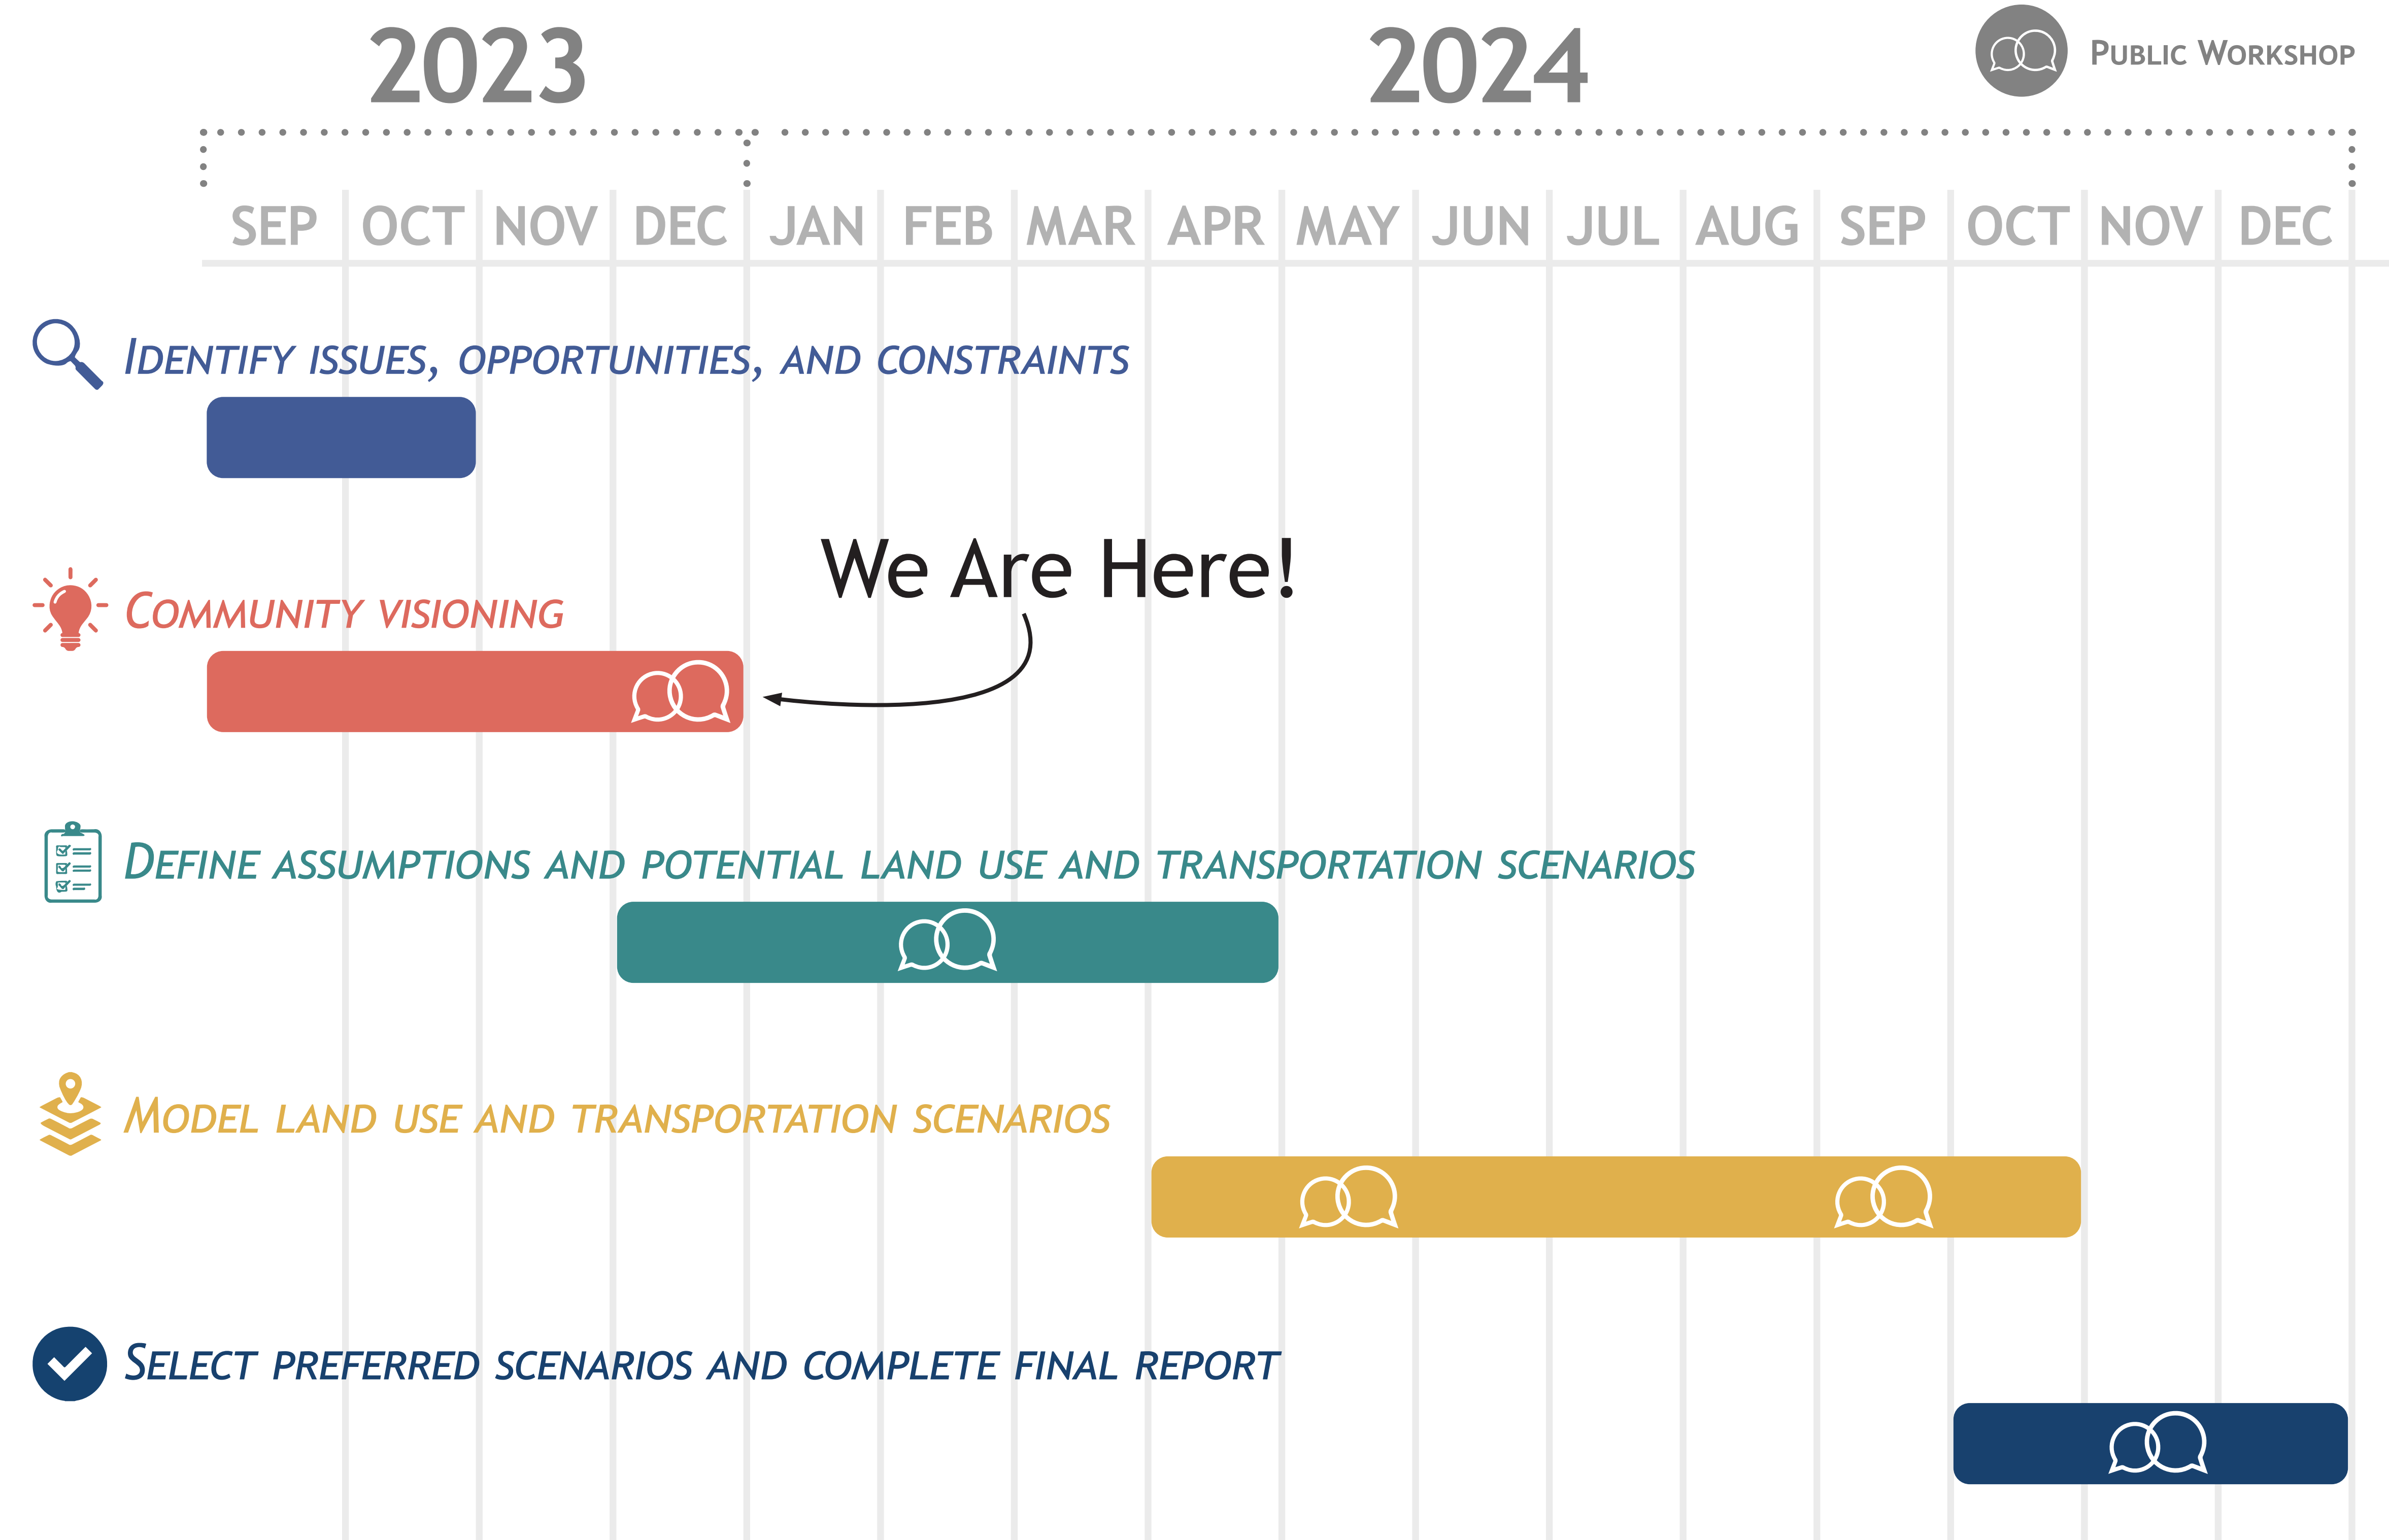 2023
2024
Public Workshop
SEP OCT NOV DEC JAN FEB MAR APR MAY JUN JUL AUG SEP OCT NOV DEC
Identify issues, opportunities, and constraints
We Are Here!
Community visioning
Define assumptions and potential land use and transportation scenarios
Model land use and transportation scenarios
Select preferred scenarios and complete final report